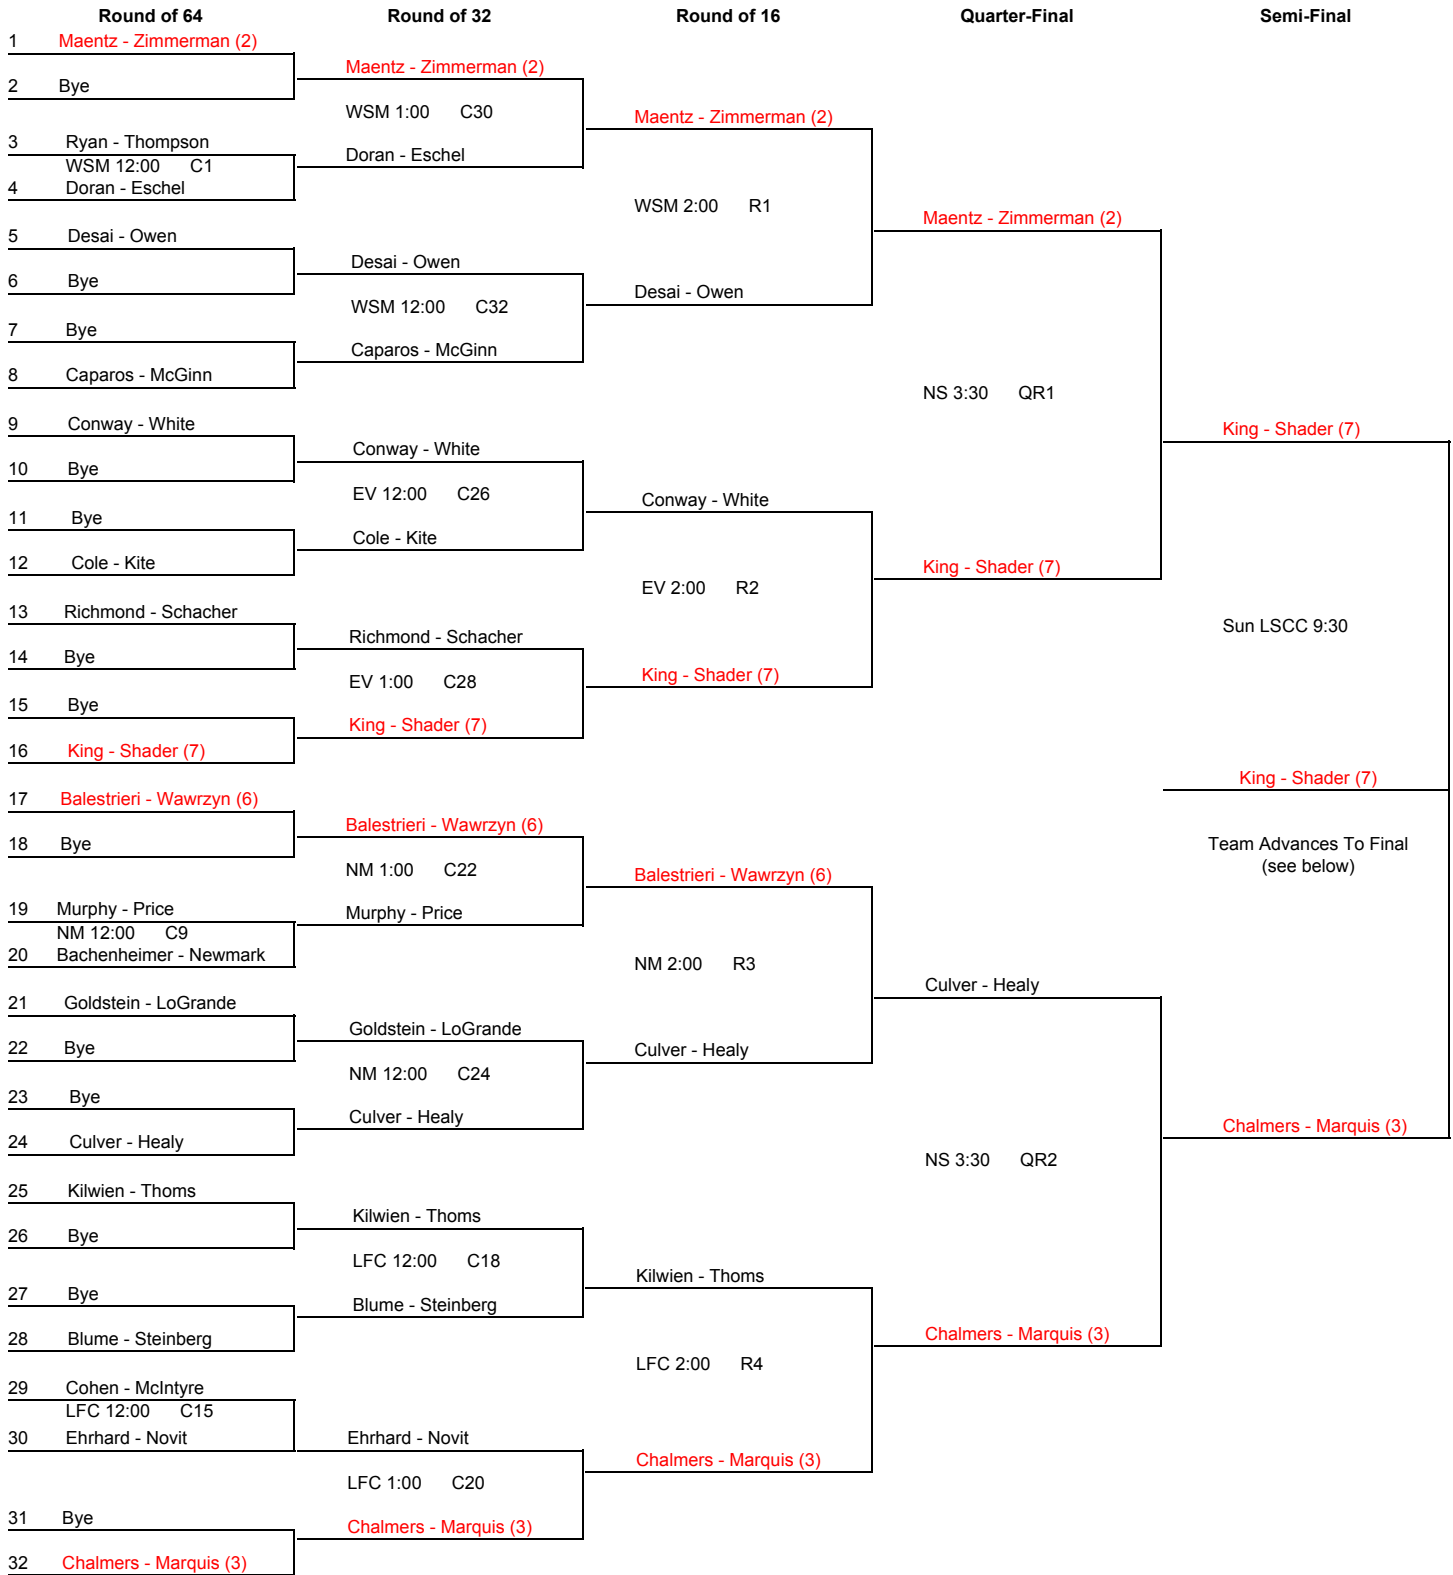 Round of 64 Round of 32 Round of 16 Quarter-Final Semi-Final
1 Maentz - Zimmerman (2)
Maentz - Zimmerman (2)
2 Bye
WSM 1:00 C30
Maentz - Zimmerman (2)
3 Ryan - Thompson
Doran - Eschel
WSM 12:00 C1
4 Doran - Eschel
WSM 2:00 R1
Maentz - Zimmerman (2)
5 Desai - Owen
Desai - Owen
6 Bye
Desai - Owen
WSM 12:00 C32
7 Bye
Caparos - McGinn
8 Caparos - McGinn
NS 3:30 QR1
9 Conway - White
King - Shader (7)
Conway - White
10 Bye
EV 12:00 C26
Conway - White
11 Bye
Cole - Kite
12 Cole - Kite
King - Shader (7)
EV 2:00 R2
13 Richmond - Schacher
Sun LSCC 9:30
Richmond - Schacher
14 Bye
King - Shader (7)
EV 1:00 C28
15 Bye
King - Shader (7)
16 King - Shader (7)
King - Shader (7)
17 Balestrieri - Wawrzyn (6)
Balestrieri - Wawrzyn (6)
18 Bye
Team Advances To Final
(see below)
NM 1:00 C22
Balestrieri - Wawrzyn (6)
19 Murphy - Price
Murphy - Price
NM 12:00 C9
20 Bachenheimer - Newmark
NM 2:00 R3
Culver - Healy
21 Goldstein - LoGrande
Goldstein - LoGrande
22 Bye
Culver - Healy
NM 12:00 C24
23 Bye
Culver - Healy
Chalmers - Marquis (3)
24 Culver - Healy
NS 3:30 QR2
25 Kilwien - Thoms
Kilwien - Thoms
26 Bye
LFC 12:00 C18
Kilwien - Thoms
27 Bye
Blume - Steinberg
28 Blume - Steinberg
Chalmers - Marquis (3)
LFC 2:00 R4
29 Cohen - McIntyre
LFC 12:00 C15
30 Ehrhard - Novit
Ehrhard - Novit
Chalmers - Marquis (3)
LFC 1:00 C20
31 Bye
Chalmers - Marquis (3)
32 Chalmers - Marquis (3)